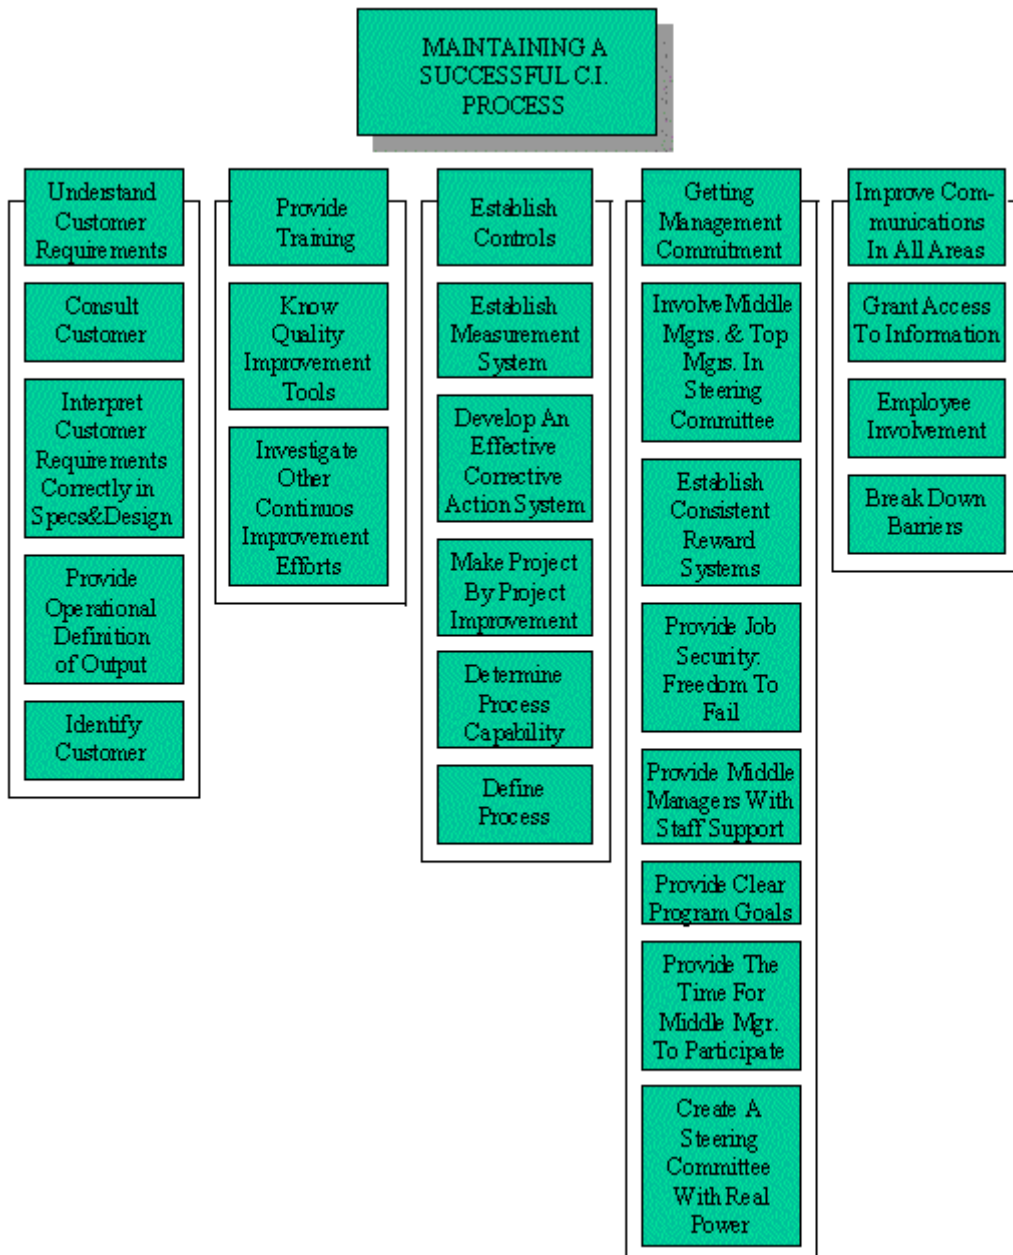 MAINTAINING A
SUCCESSFUL C.I.
PROCESS
Understand
Customer
Requirements
Consult
Customer
Interpret
Customer
Requirements
Correctly in
Specs&Design
Provide
Operational
Definition
of Output
Identify
Customer
Provide
Training
Know
Quality
Improvement
Tools
Investigate
Other
Continuos
Improvement
Efforts
Establish
Controls
Establish
Measurement
System
Develop An
Effective
Corrective
Action System
Make Project
By Project
Improvement
Determine
Process
Capability
Define
Process
Getting
Management
Commitment
Involve Middle
Mgrs. & Top
Mgrs. In
Steering
Committee
Establish
Consistent
Reward
Systems
Provide Job
Security:
Freedom To
Fail
Provide Middle
Managers With
Staff Support
Provide Clear
Program Goals
Provide The
Time For
Middle Mgr.
To Participate
Create A
Steering
Committee
With Real
Power
Improve Com-
munications
In All Areas
Grant Access
To Information
Employee
Involvement
Break Down
Barriers